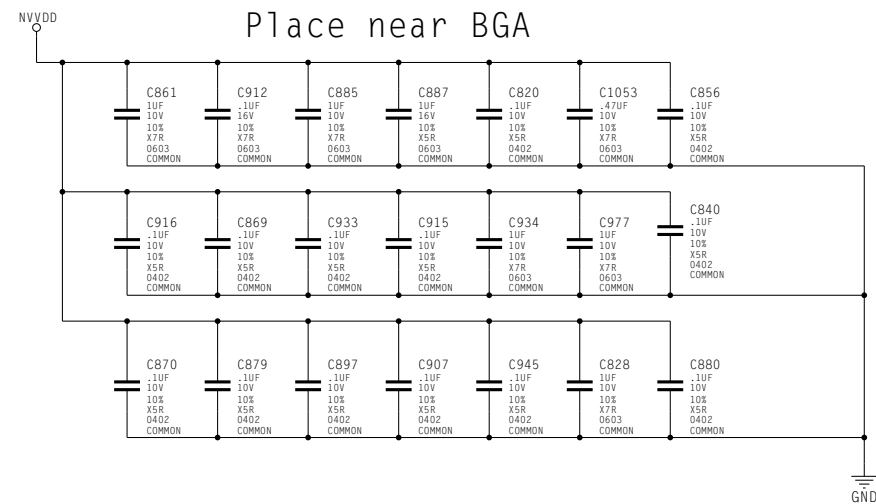 NVVDD
Place near BGA
C861
1UF
10V
10%
X7R
0603
COMMON
C912
.1UF
16V
10%
X7R
0603
COMMON
C885
1UF
10V
10%
X7R
0603
COMMON
C887
1UF
16V
10%
X5R
0603
COMMON
C820
.1UF
10V
10%
X5R
0402
COMMON
C1053
.47UF
10V
10%
X7R
0603
COMMON
C856
.1UF
10V
10%
X5R
0402
COMMON
C916
.1UF
10V
10%
X5R
0402
COMMON
C869
.1UF
10V
10%
X5R
0402
COMMON
C933
.1UF
10V
10%
X5R
0402
COMMON
C915
.1UF
10V
10%
X5R
0402
COMMON
C934
1UF
10V
10%
X7R
0603
COMMON
C977
1UF
10V
10%
X7R
0603
COMMON
C840
.1UF
10V
10%
X5R
0402
COMMON
C870
.1UF
10V
10%
X5R
0402
COMMON
C879
.1UF
10V
10%
X5R
0402
COMMON
C897
.1UF
10V
10%
X5R
0402
COMMON
C907
.1UF
10V
10%
X5R
0402
COMMON
C945
.1UF
10V
10%
X5R
0402
COMMON
C828
1UF
10V
10%
X7R
0603
COMMON
C880
.1UF
10V
10%
X5R
0402
COMMON
GND